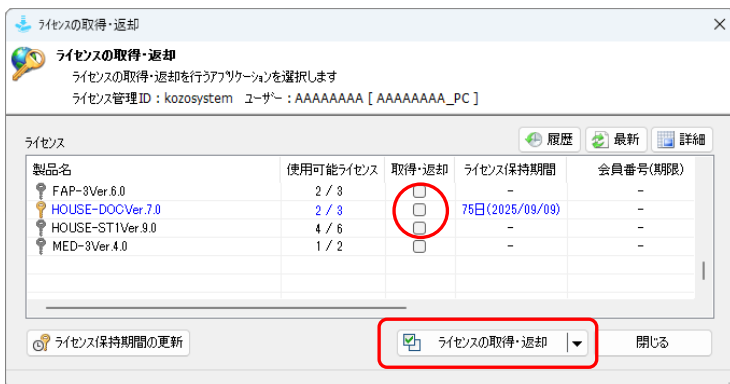 ライセンスの取得・返却
ライセンスの取得・返却
ライセンスの取得・返却を行うアプリケーションを選択します
ライセンス管理ID：kozosystem ユーザー：AAAAAAAA [ AAAAAAAA_PC ]
ライセンス 履歴 最新 詳細
製品名 使用可能ライセンス 取得・返却 ライセンス保持期間 会員番号(期限)
FAP-3Ver.6.0 2 / 3 - -
HOUSE-DOCVer.7.0 2 / 3 75日(2025/09/09) -
HOUSE-ST1Ver.9.0 4 / 6 - -
MED-3Ver.4.0 1 / 2 - -
ライセンス保持期間の更新 ライセンスの取得・返却 閉じる